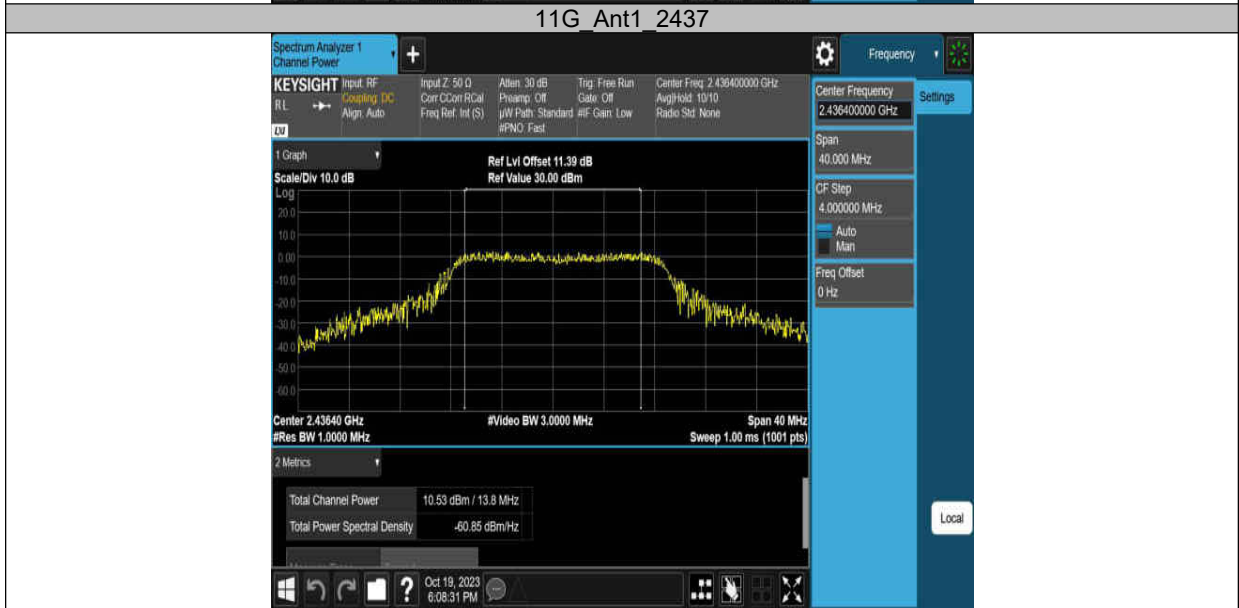 11G_Ant1_2437
Spectrum Analyzer 1
Channel Power
+
Frequency
KEYSIGHT
RL
LXI
Input: RF
Coupling: DC
Align: Auto
Input Z: 50 Ω
Corr CCorr RCal
Freq Ref: Int (S)
Atten: 30 dB
Preamp: Off
µW Path: Standard
#PNO: Fast
Trig: Free Run
Gate: Off
#IF Gain: Low
Center Freq: 2.436400000 GHz
Avg|Hold: 10/10
Radio Std: None
Center Frequency
2.436400000 GHz
Settings
Span
40.000 MHz
CF Step
4.000000 MHz
Auto
Man
Freq Offset
0 Hz
1 Graph
Scale/Div 10.0 dB
Ref Lvl Offset 11.39 dB
Ref Value 30.00 dBm
Log
20.0
10.0
0.00
-10.0
-20.0
-30.0
-40.0
-50.0
-60.0
Center 2.43640 GHz
#Video BW 3.0000 MHz
Span 40 MHz
#Res BW 1.0000 MHz
Sweep 1.00 ms (1001 pts)
2 Metrics
Total Channel Power 10.53 dBm / 13.8 MHz
Total Power Spectral Density -60.85 dBm/Hz
Local
?
Oct 19, 2023
6:08:31 PM